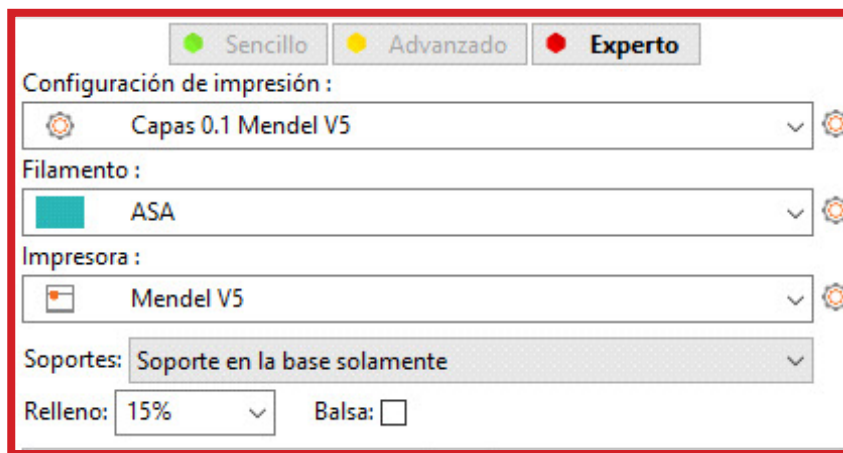 Sencillo Avanzado Experto
Configuración de impresión :
Capas 0.1 Mendel V5
Filamento :
ASA
Impresora :
Mendel V5
Soportes: Soporte en la base solamente
Relleno: 15% Balsa: